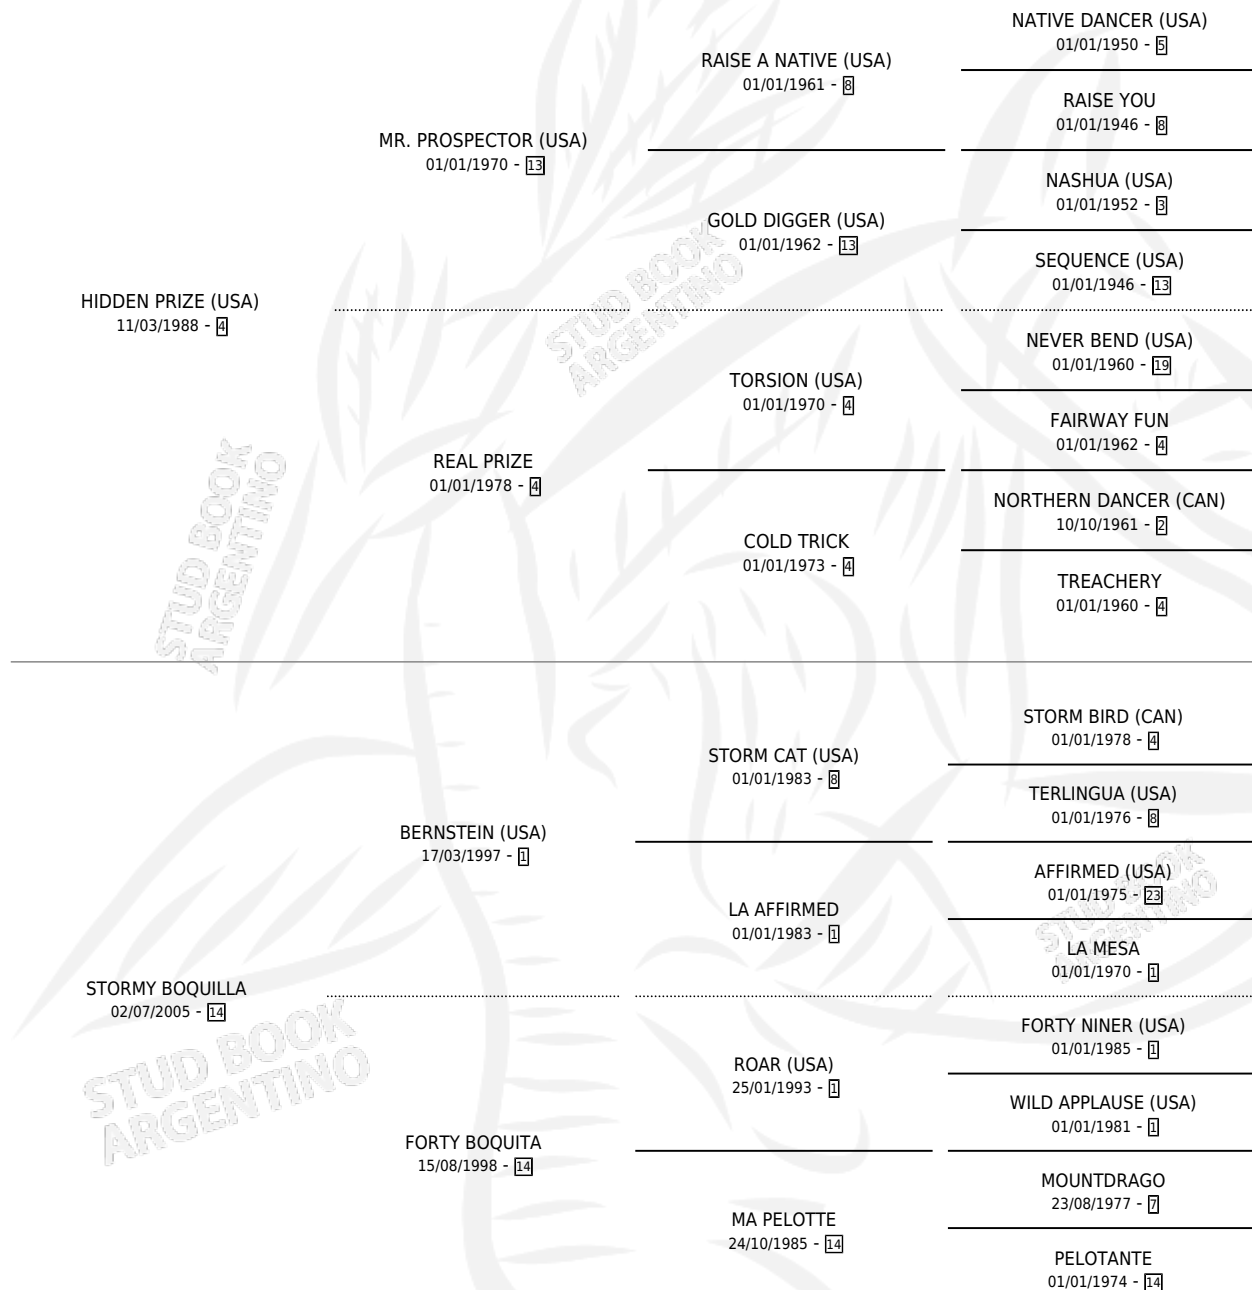 NATIVE DANCER (USA)
01/01/1950 - 5
RAISE A NATIVE (USA)
01/01/1961 - 8
RAISE YOU
01/01/1946 - 8
MR. PROSPECTOR (USA)
01/01/1970 - 13
NASHUA (USA)
01/01/1952 - 3
GOLD DIGGER (USA)
01/01/1962 - 13
SEQUENCE (USA)
01/01/1946 - 13
HIDDEN PRIZE (USA)
11/03/1988 - 4
NEVER BEND (USA)
01/01/1960 - 19
TORSION (USA)
01/01/1970 - 4
FAIRWAY FUN
01/01/1962 - 4
REAL PRIZE
01/01/1978 - 4
NORTHERN DANCER (CAN)
10/10/1961 - 2
COLD TRICK
01/01/1973 - 4
TREACHERY
01/01/1960 - 4
STORM BIRD (CAN)
01/01/1978 - 4
STORM CAT (USA)
01/01/1983 - 8
TERLINGUA (USA)
01/01/1976 - 8
BERNSTEIN (USA)
17/03/1997 - 1
AFFIRMED (USA)
01/01/1975 - 23
LA AFFIRMED
01/01/1983 - 1
LA MESA
01/01/1970 - 1
STORMY BOQUILLA
02/07/2005 - 14
FORTY NINER (USA)
01/01/1985 - 1
ROAR (USA)
25/01/1993 - 1
WILD APPLAUSE (USA)
01/01/1981 - 1
FORTY BOQUITA
15/08/1998 - 14
MOUNTDRAGO
23/08/1977 - 7
MA PELOTTE
24/10/1985 - 14
PELOTANTE
01/01/1974 - 14
STUD BOOK
ARGENTINO
STUD BOOK
ARGENTINO
STUD BOOK
ARGENTINO
STUD BOOK
ARGENTINO